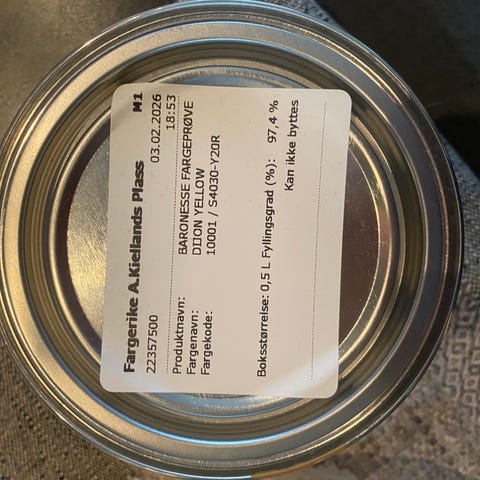 Fargerike A.Kiellands Plass M1
22357500 03.02.2026
18:53
Produktnavn: BARONESSE FARGEPRØVE
Fargenavn: DIJON YELLOW
Fargekode: 10001 / S4030-Y20R
Boksstørrelse: 0,5 L Fyllingsgrad (%): 97,4 %
Kan ikke byttes